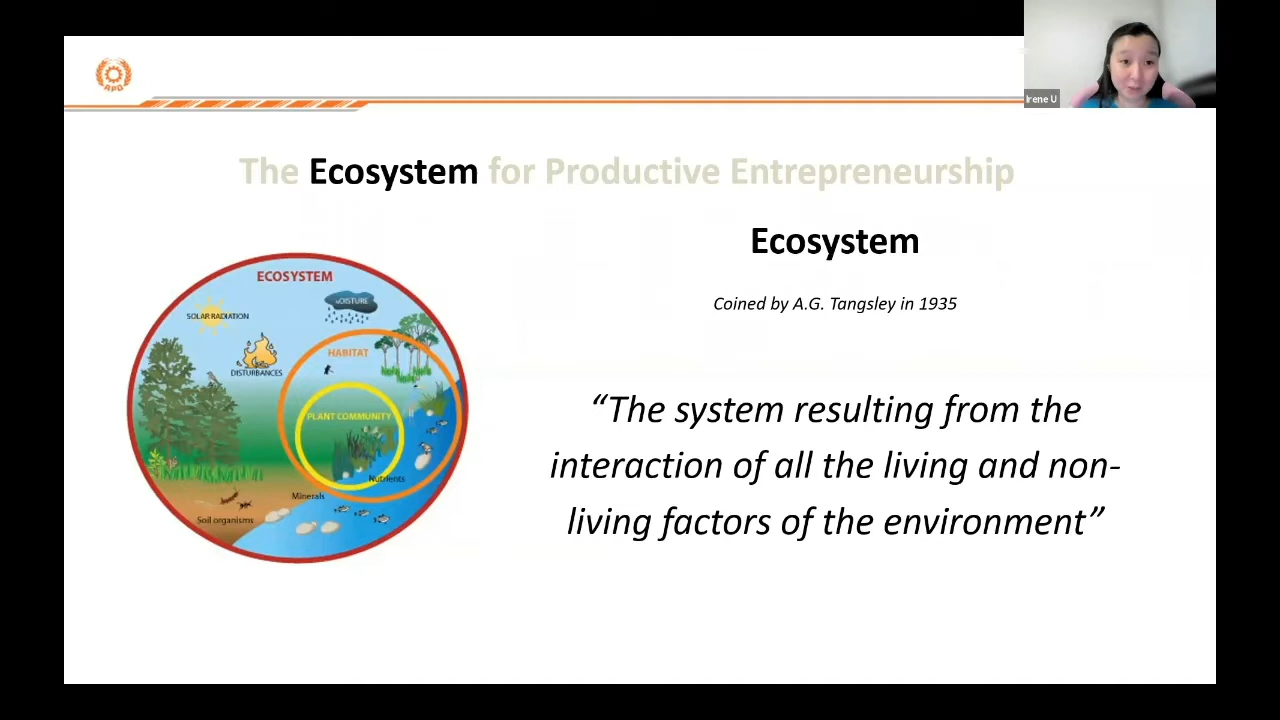 APO
Irene U
The Ecosystem for Productive Entrepreneurship
Ecosystem
Coined by A.G. Tangsley in 1935
“The system resulting from the
interaction of all the living and non-
living factors of the environment”
ECOSYSTEM
SOLAR RADIATION
MOISTURE
DISTURBANCES
HABITAT
PLANT COMMUNITY
Nutrients
Minerals
Soil organisms